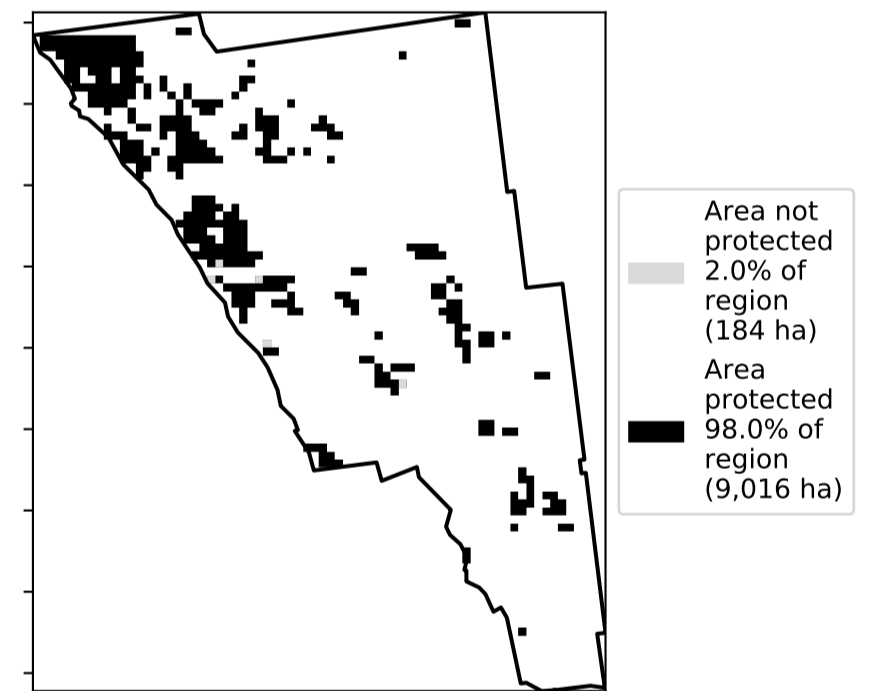 Area not
protected
2.0% of
region
(184 ha)
Area
protected
98.0% of
region
(9,016 ha)